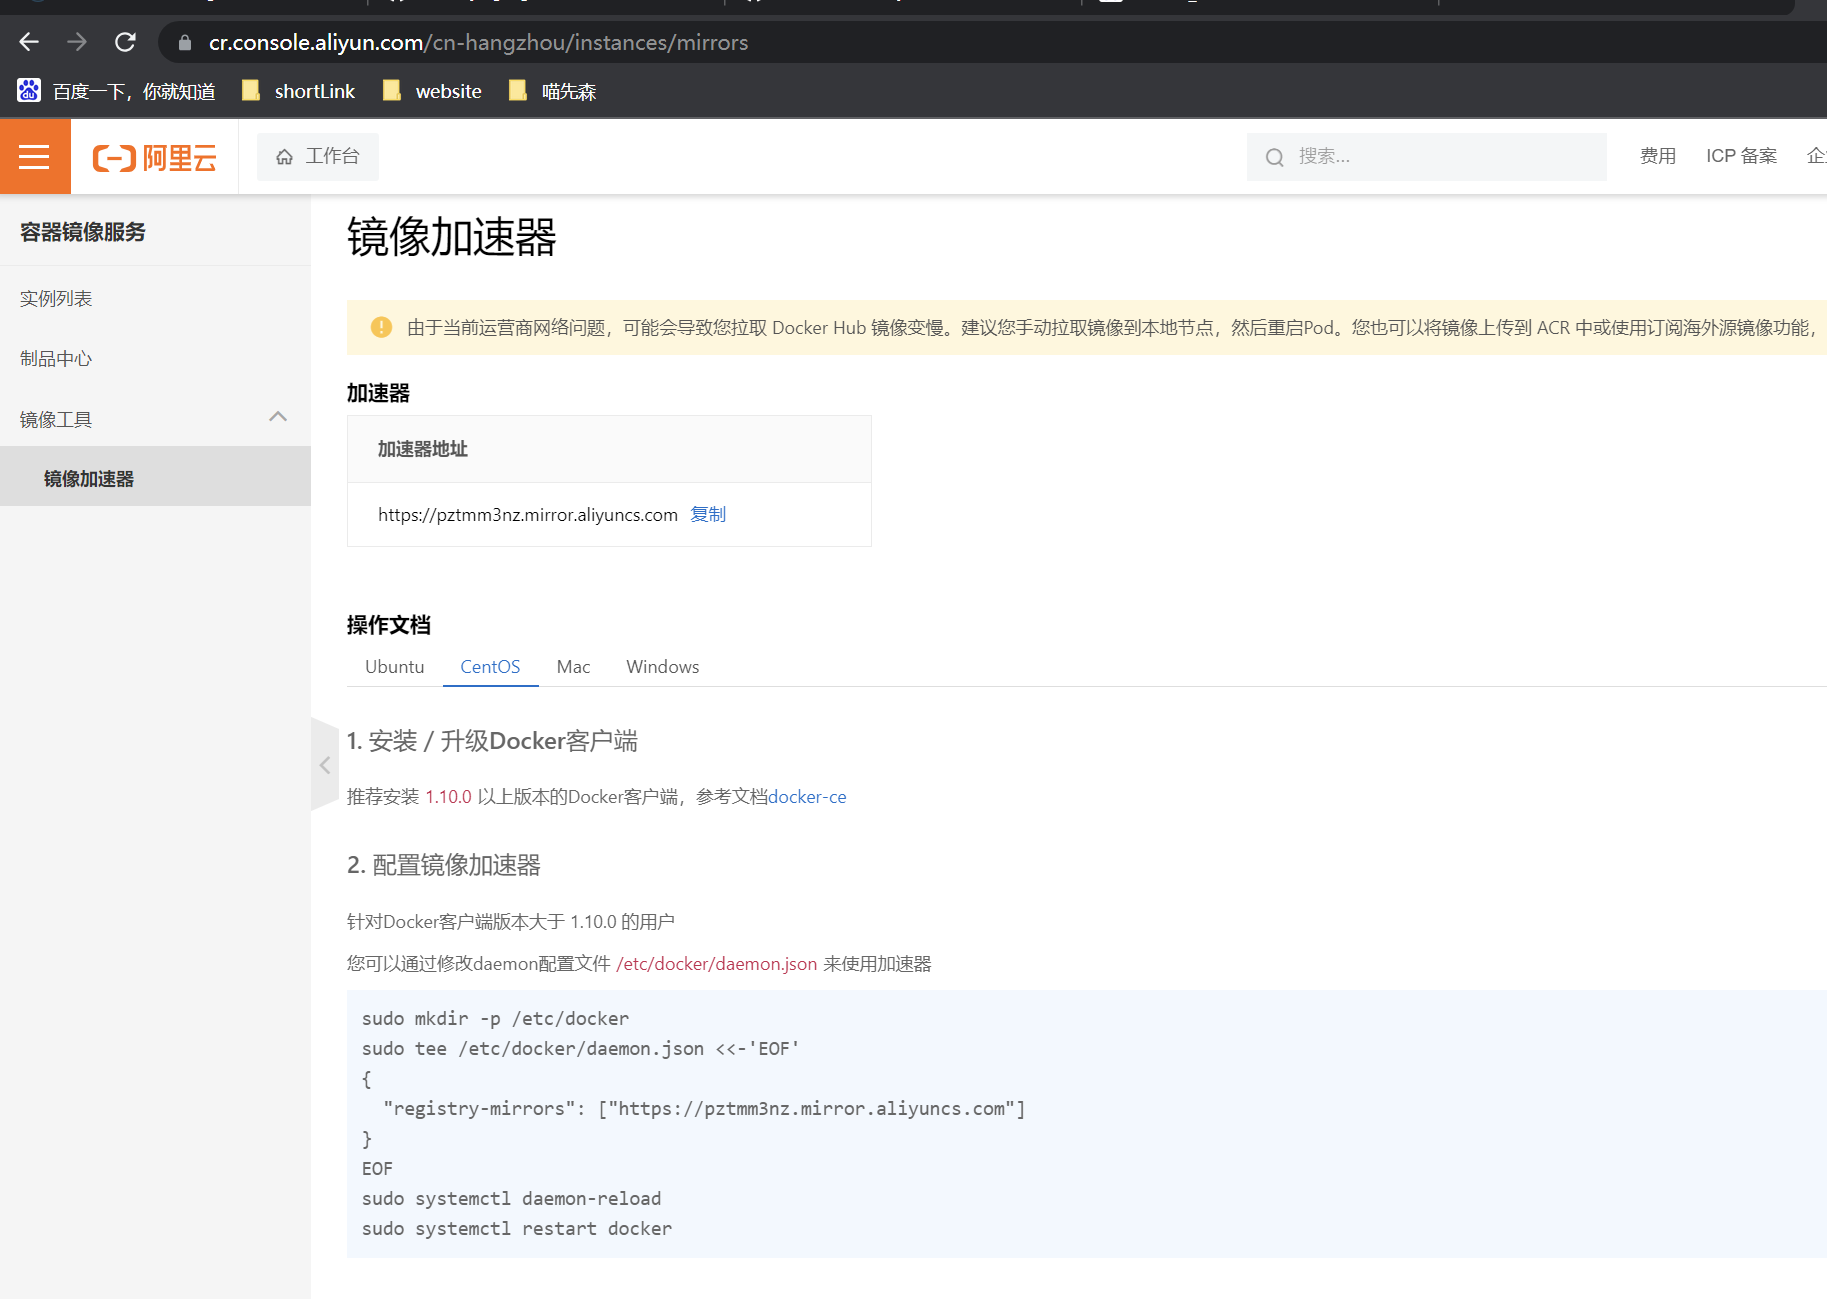 cr.console.aliyun.com/cn-hangzhou/instances/mirrors
百度一下，你就知道
shortLink
website
喵先森
阿里云
工作台
搜索...
费用
ICP 备案
容器镜像服务
实例列表
制品中心
镜像工具
镜像加速器
镜像加速器
由于当前运营商网络问题，可能会导致您拉取 Docker Hub 镜像变慢。建议您手动拉取镜像到本地节点，然后重启Pod。您也可以将镜像上传到 ACR 中或使用订阅海外源镜像功能，
加速器
加速器地址
https://pztmm3nz.mirror.aliyuncs.com 复制
操作文档
Ubuntu CentOS Mac Windows
1. 安装 / 升级Docker客户端
推荐安装 1.10.0 以上版本的Docker客户端，参考文档docker-ce
2. 配置镜像加速器
针对Docker客户端版本大于 1.10.0 的用户
您可以通过修改daemon配置文件 /etc/docker/daemon.json 来使用加速器
sudo mkdir -p /etc/docker
sudo tee /etc/docker/daemon.json <<-'EOF'
{
  "registry-mirrors": ["https://pztmm3nz.mirror.aliyuncs.com"]
}
EOF
sudo systemctl daemon-reload
sudo systemctl restart docker